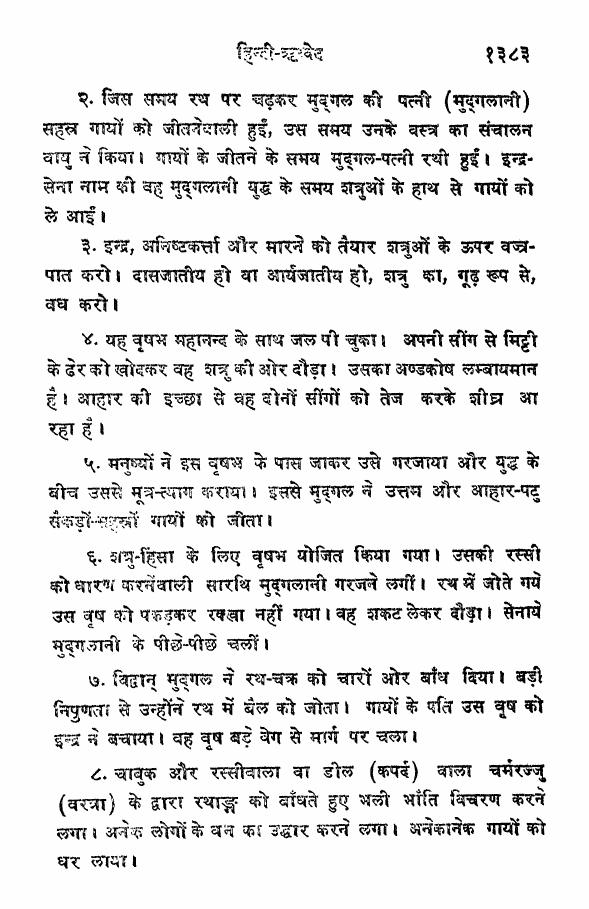 हिन्दी-ऋग्वेद १३८३
२. जिस समय रथ पर चढ़कर मुद्गल की पत्नी (मुद्गलानी)
सहस्र गायों को जीतनेवाली हुईं, उस समय उनके वस्त्र का संचालन
वायु ने किया। गायों के जीतने के समय मुद्गल-पत्नी रथी हुईं। इन्द्र-
सेना नाम की वह मुद्गलानी युद्ध के समय शत्रुओं के हाथ से गायों को
ले आईं।
३. इन्द्र, अनिष्टकर्त्ता और मारने को तैयार शत्रुओं के ऊपर वज्र-
पात करो। दासजातीय हो वा आर्यजातीय हो, शत्रु का, गूढ़ रूप से,
वध करो।
४. यह वृषभ महानन्द के साथ जल पी चुका। अपनी सींग से मिट्टी
के ढेर को खोदकर वह शत्रु की ओर दौड़ा। उसका अण्डकोष लम्बायमान
है। आहार की इच्छा से वह दोनों सींगों को तेज करके शीघ्र आ
रहा है।
५. मनुष्यों ने इस वृषभ के पास जाकर उसे गरजाया और युद्ध के
बीच उससे मूत्र-त्याग कराया। इससे मुद्गल ने उत्तम और आहार-पटु
सैकड़ों-सहस्रों गायों को जीता।
६. शत्रु-हिंसा के लिए वृषभ योजित किया गया। उसकी रस्सी
को धारण करनेवाली सारथि मुद्गलानी गरजने लगीं। रथ में जोते गये
उस वृष को पकड़कर रक्खा नहीं गया। वह शकट लेकर दौड़ा। सेनायें
मुद्गलानी के पीछे-पीछे चलीं।
७. विद्वान् मुद्गल ने रथ-चक्र को चारों ओर बाँध दिया। बड़ी
निपुणता से उन्होंने रथ में बैल को जोता। गायों के पति उस वृष को
इन्द्र ने बचाया। वह वृष बड़े वेग से मार्ग पर चला।
८. चाबुक और रस्सीवाला वा डील (कपर्द) वाला चर्मरज्जु
(वरत्रा) के द्वारा रथाङ्ग को बाँधते हुए भली भाँति विचरण करने
लगा। अनेक लोगों के धन का उद्धार करने लगा। अनेकानेक गायों को
घर लाया।